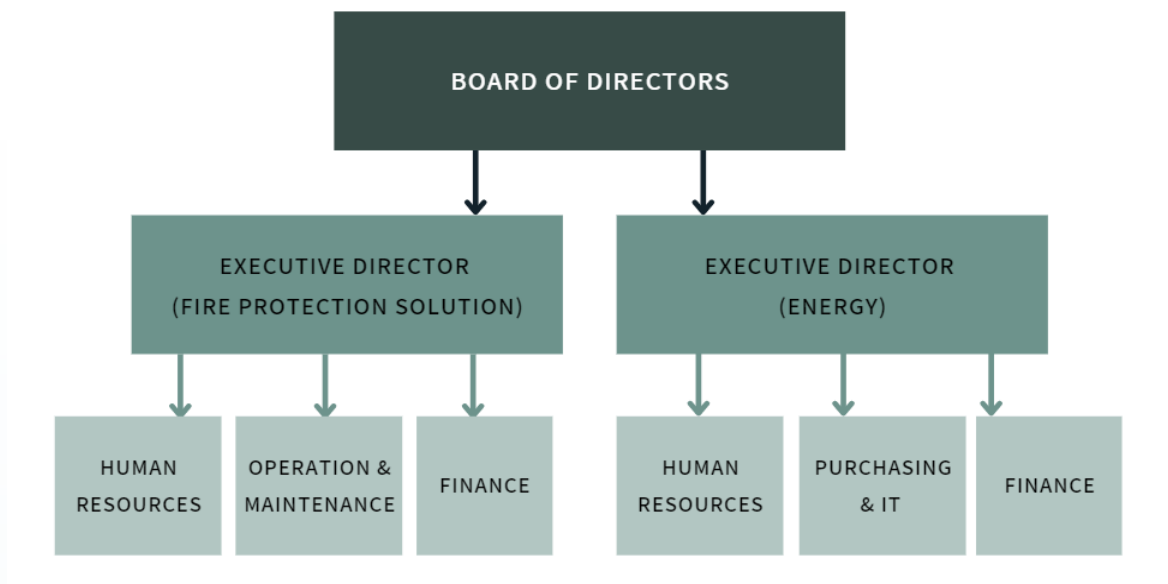 BOARD OF DIRECTORS
EXECUTIVE DIRECTOR
(FIRE PROTECTION SOLUTION)
EXECUTIVE DIRECTOR
(ENERGY)
HUMAN
RESOURCES
OPERATION &
MAINTENANCE
FINANCE
HUMAN
RESOURCES
PURCHASING
& IT
FINANCE